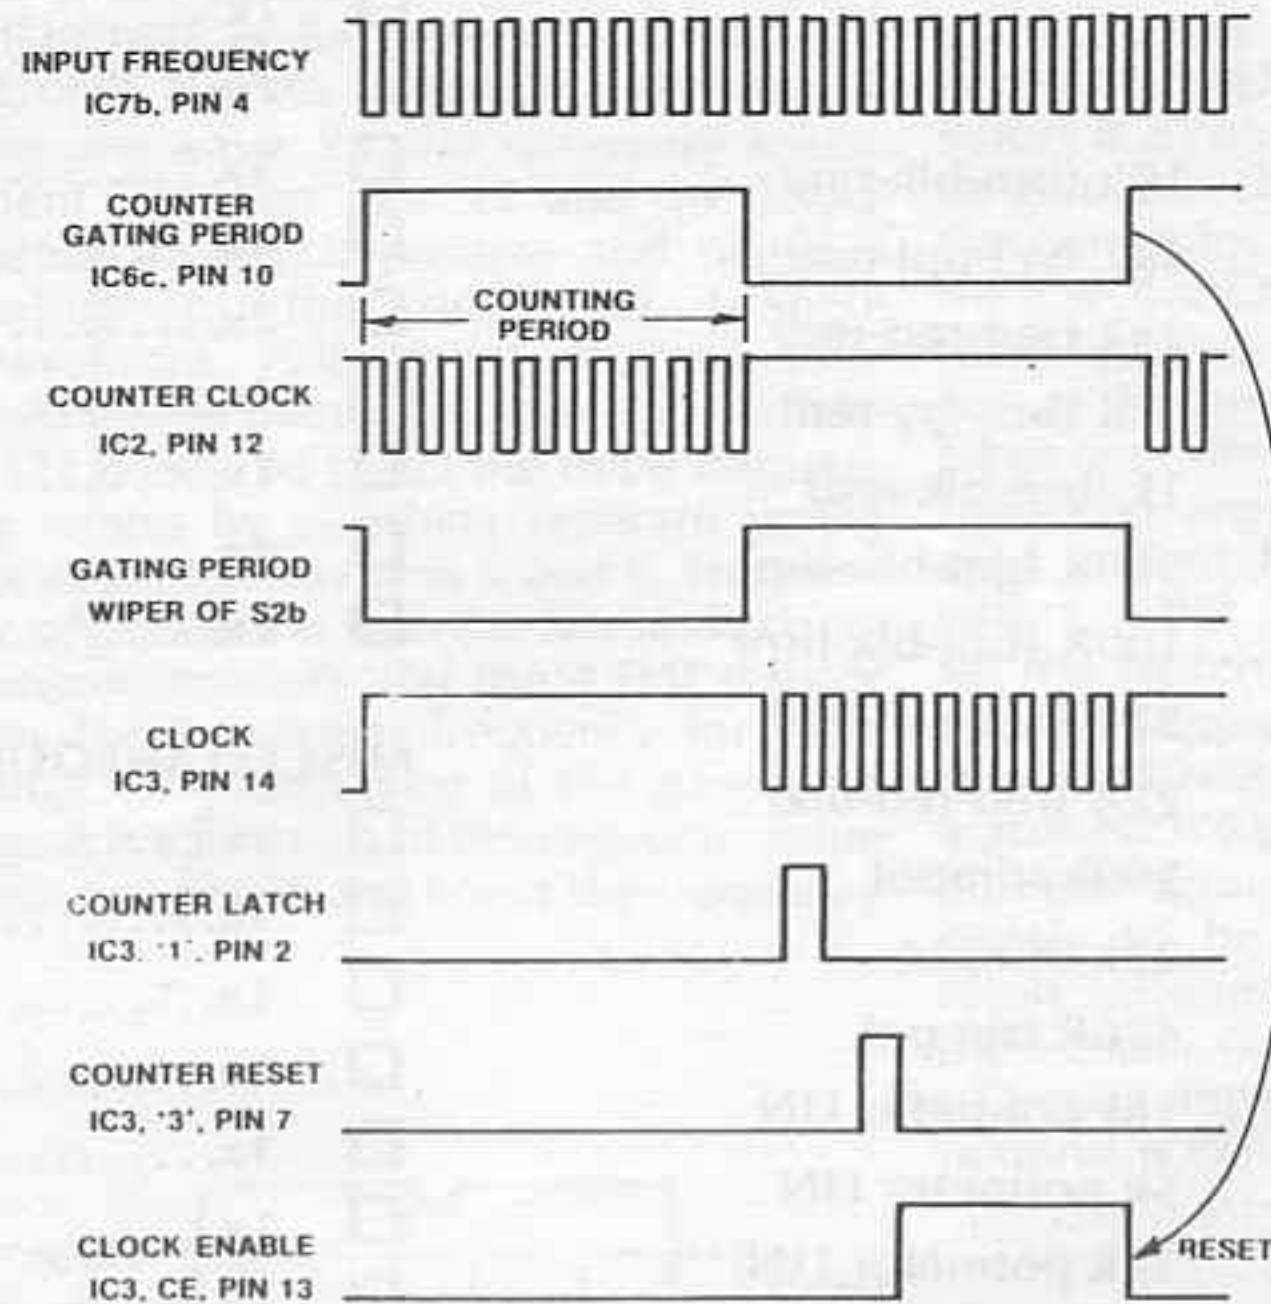 INPUT FREQUENCY
IC7b, PIN 4
COUNTER
GATING PERIOD
IC6c, PIN 10
COUNTING
PERIOD
COUNTER CLOCK
IC2, PIN 12
GATING PERIOD
WIPER OF S2b
CLOCK
IC3, PIN 14
COUNTER LATCH
IC3. '1'. PIN 2
COUNTER RESET
IC3, '3', PIN 7
CLOCK ENABLE
IC3, CE, PIN 13
RESET